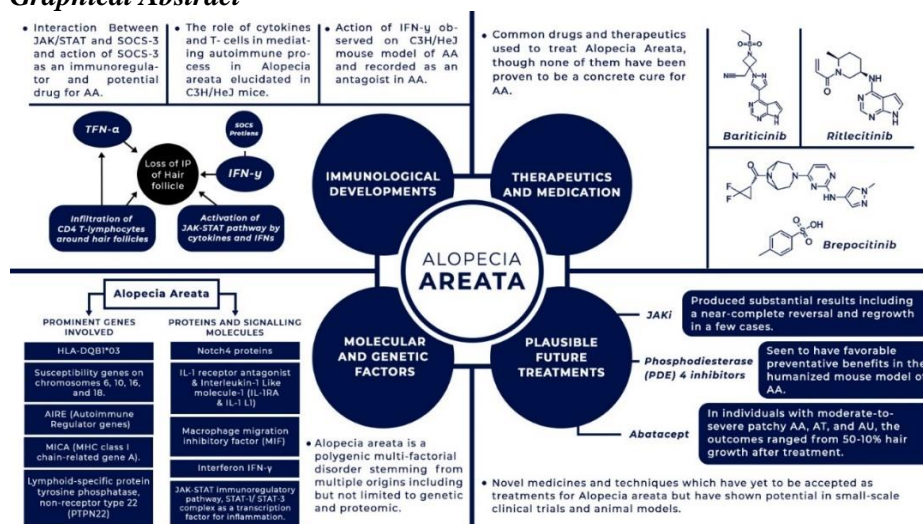 Graphical Abstract
• Interaction Between
JAK/STAT and SOCS-3
and action of SOCS-3
as an immunoregula-
tor and potential
drug for AA.
• The role of cytokines
and T- cells in mediat-
ing autoimmune pro-
cess in Alopecia
areata elucidated in
C3H/HeJ mice.
• Action of IFN-y ob-
served on C3H/HeJ
mouse model of AA
and recorded as an
antagoist in AA.
• Common drugs and therapeutics
used to treat Alopecia Areata,
though none of them have been
proven to be a concrete cure for
AA.
Bariticinib
Ritlecitinib
Brepocitinib
TFN-α
SOCS
Protiens
Loss of IP
of Hair
follicle
IFN-y
Infiltration of
CD4 T-lymphocytes
around hair follicles
Activation of
JAK-STAT pathway by
cytokines and IFNs
IMMUNOLOGICAL
DEVELOPMENTS
THERAPEUTICS
AND MEDICATION
ALOPECIA
AREATA
MOLECULAR
AND GENETIC
FACTORS
PLAUSIBLE
FUTURE
TREATMENTS
Alopecia Areata
PROMINENT GENES
INVOLVED
HLA-DQB1*03
Susceptibility genes on
chromosomes 6, 10, 16,
and 18.
AIRE (Autoimmune
Regulator genes)
MICA (MHC class I
chain-related gene A).
Lymphoid-specific protein
tyrosine phosphatase,
non-receptor type 22
(PTPN22)
PROTEINS AND SIGNALLING
MOLECULES
Notch4 proteins
IL-1 receptor antagonist
& Interleukin-1 Like
molecule-1 (IL-1RA
& IL-1 L1)
Macrophage migration
inhibitory factor (MIF)
Interferon IFN-γ
JAK-STAT immunoregulatory
pathway, STAT-1/ STAT-3
complex as a transcription
factor for inflammation.
• Alopecia areata is a
polygenic multi-factorial
disorder stemming from
multiple origins including
but not limited to genetic
and proteomic.
JAKi
Produced substantial results including
a near-complete reversal and regrowth
in a few cases.
Phosphodiesterase
(PDE) 4 inhibitors
Seen to have favorable
preventative benefits in the
humanized mouse model of
AA.
Abatacept
In individuals with moderate-to-
severe patchy AA, AT, and AU, the
outcomes ranged from 50-10% hair
growth after treatment.
• Novel medicines and techniques which have yet to be accepted as
treatments for Alopecia areata but have shown potential in small-scale
clinical trials and animal models.